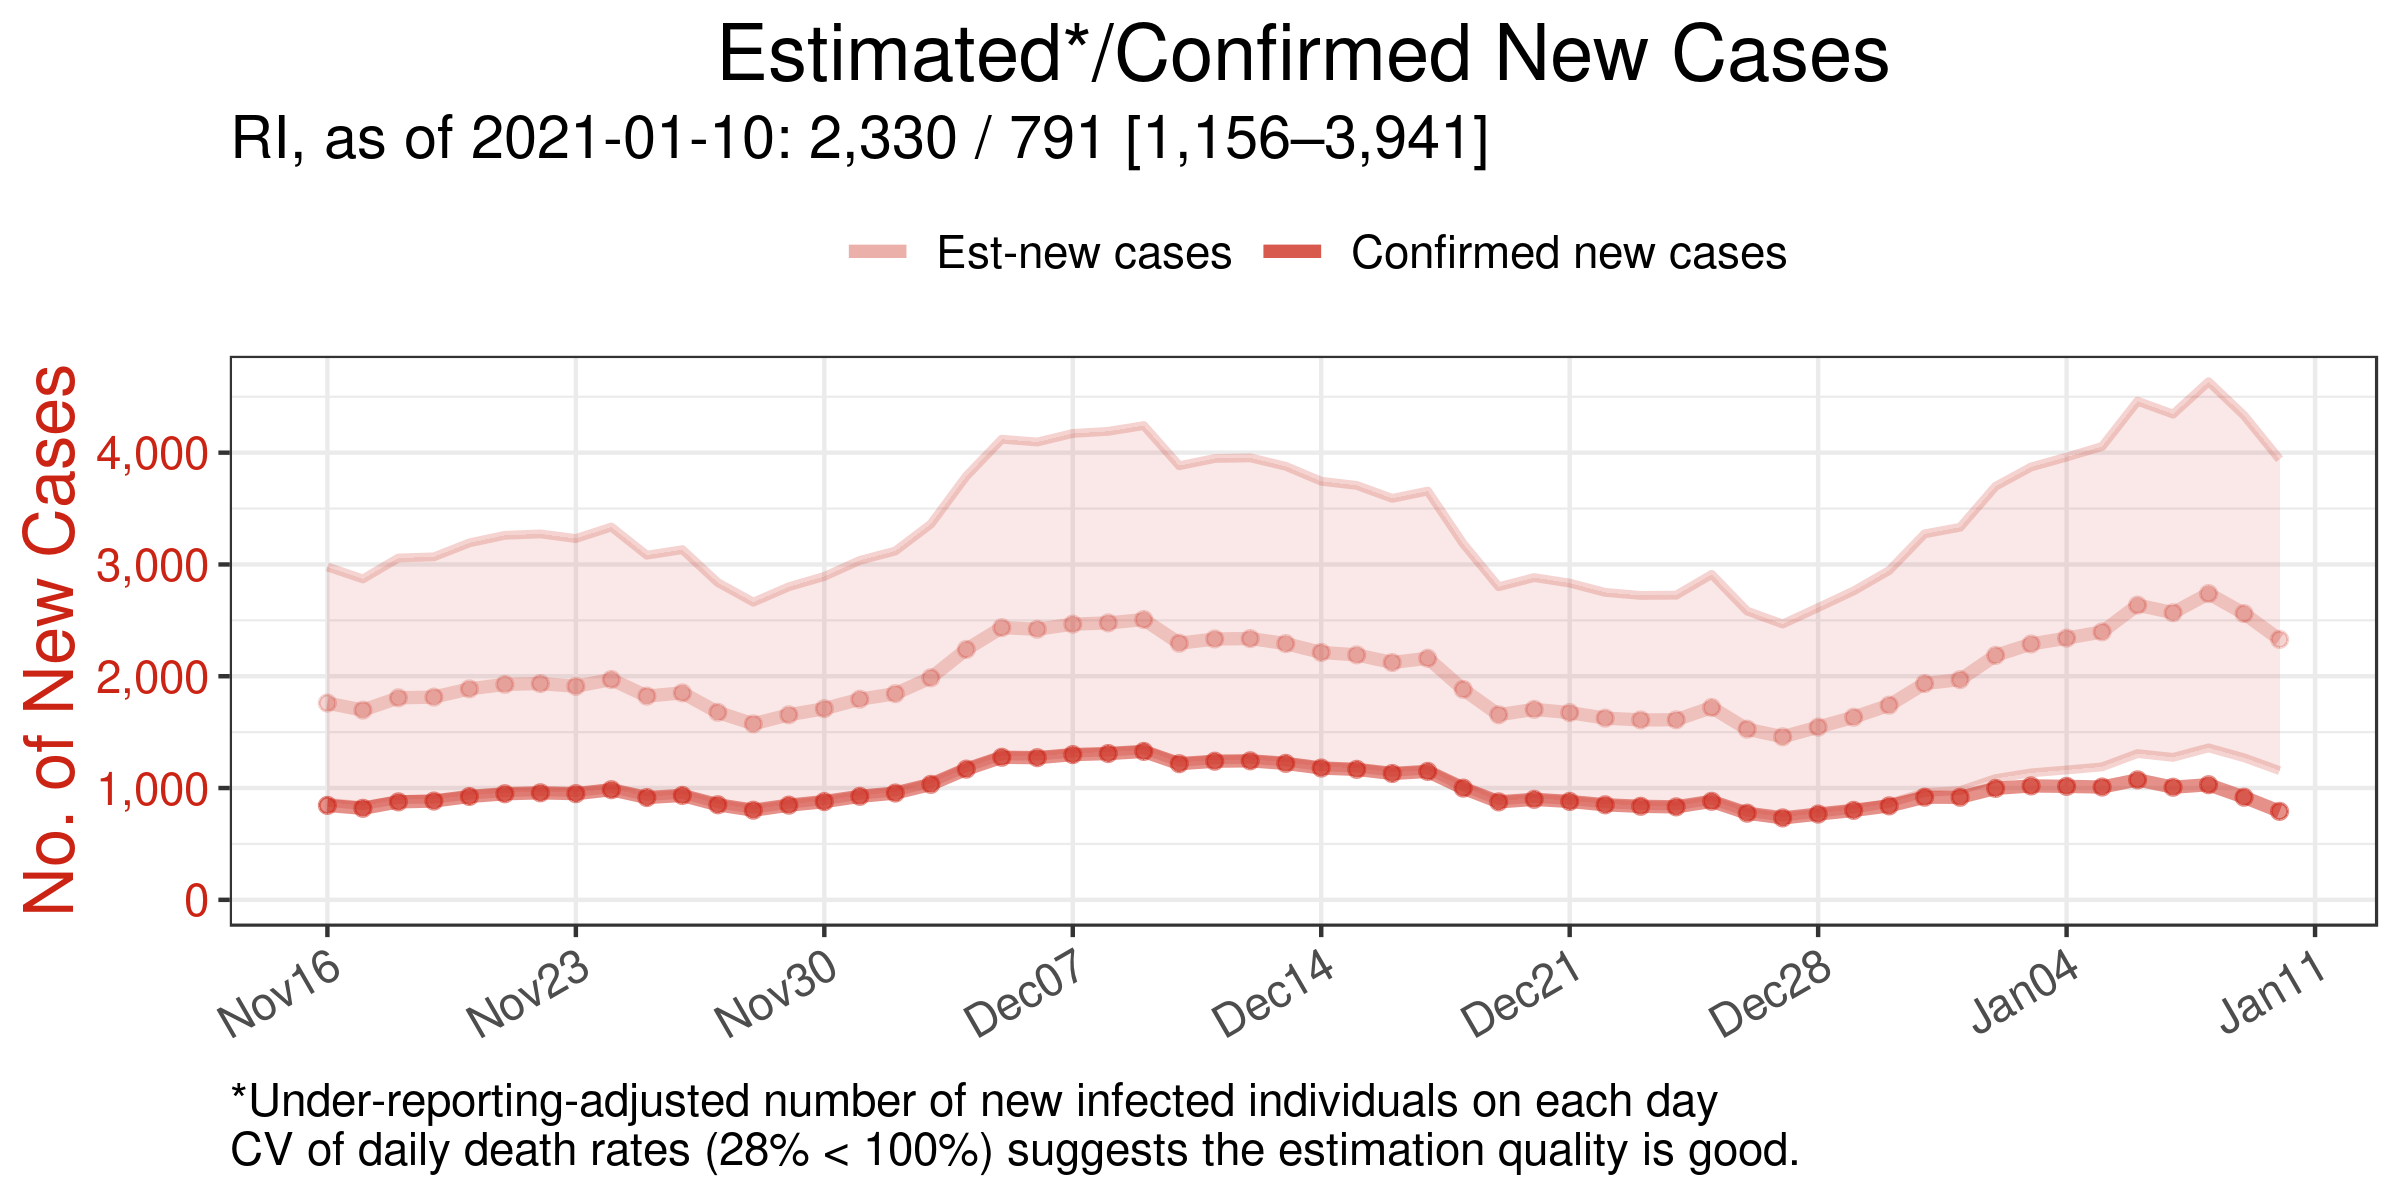 Estimated*/Confirmed New Cases
RI, as of 2021-01-10: 2,330 / 791 [1,156–3,941]
Est-new cases
Confirmed new cases
No. of New Cases
4,000
3,000
2,000
1,000
0
Nov16
Nov23
Nov30
Dec07
Dec14
Dec21
Dec28
Jan04
Jan11
*Under-reporting-adjusted number of new infected individuals on each day
CV of daily death rates (28% < 100%) suggests the estimation quality is good.